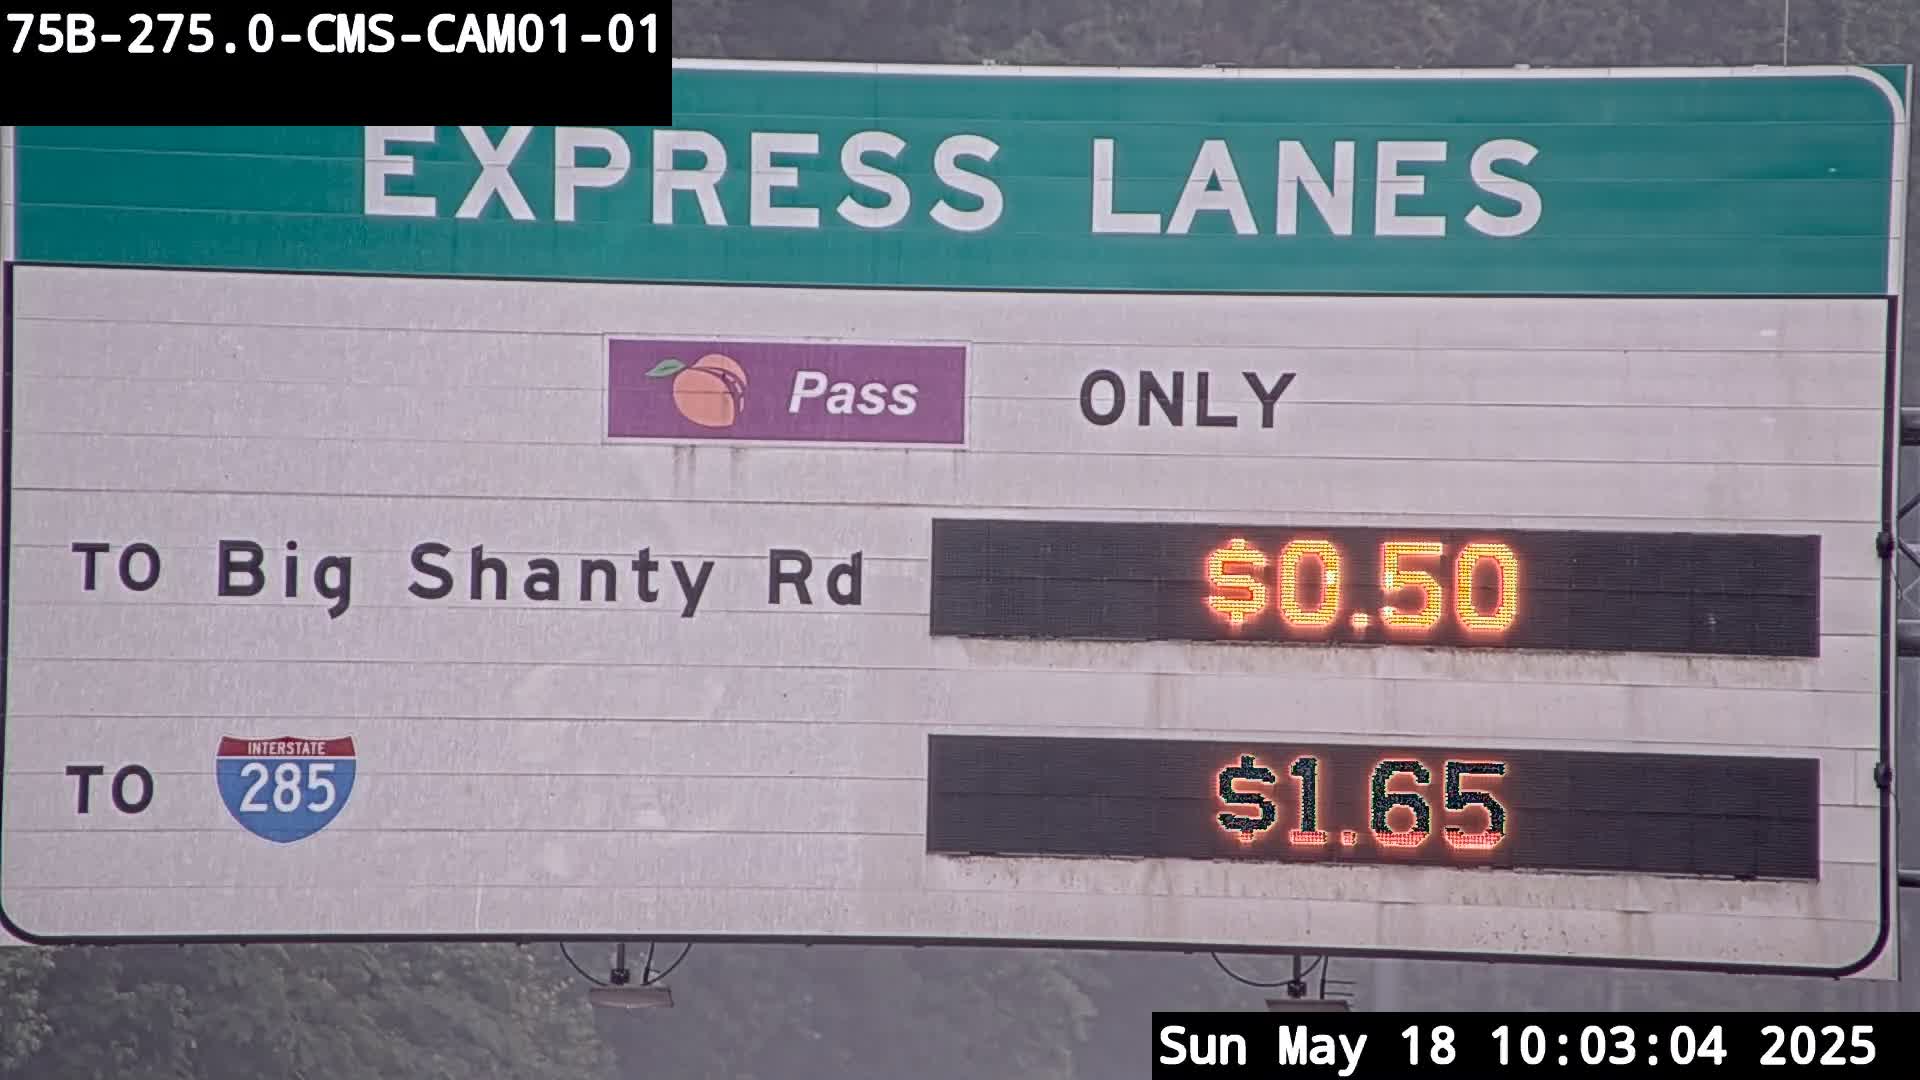 75B-275.0-CMS-CAM01-01
EXPRESS LANES
Pass ONLY
TO Big Shanty Rd $0.50
INTERSTATE
TO 285 $1.65
Sun May 18 10:03:04 2025